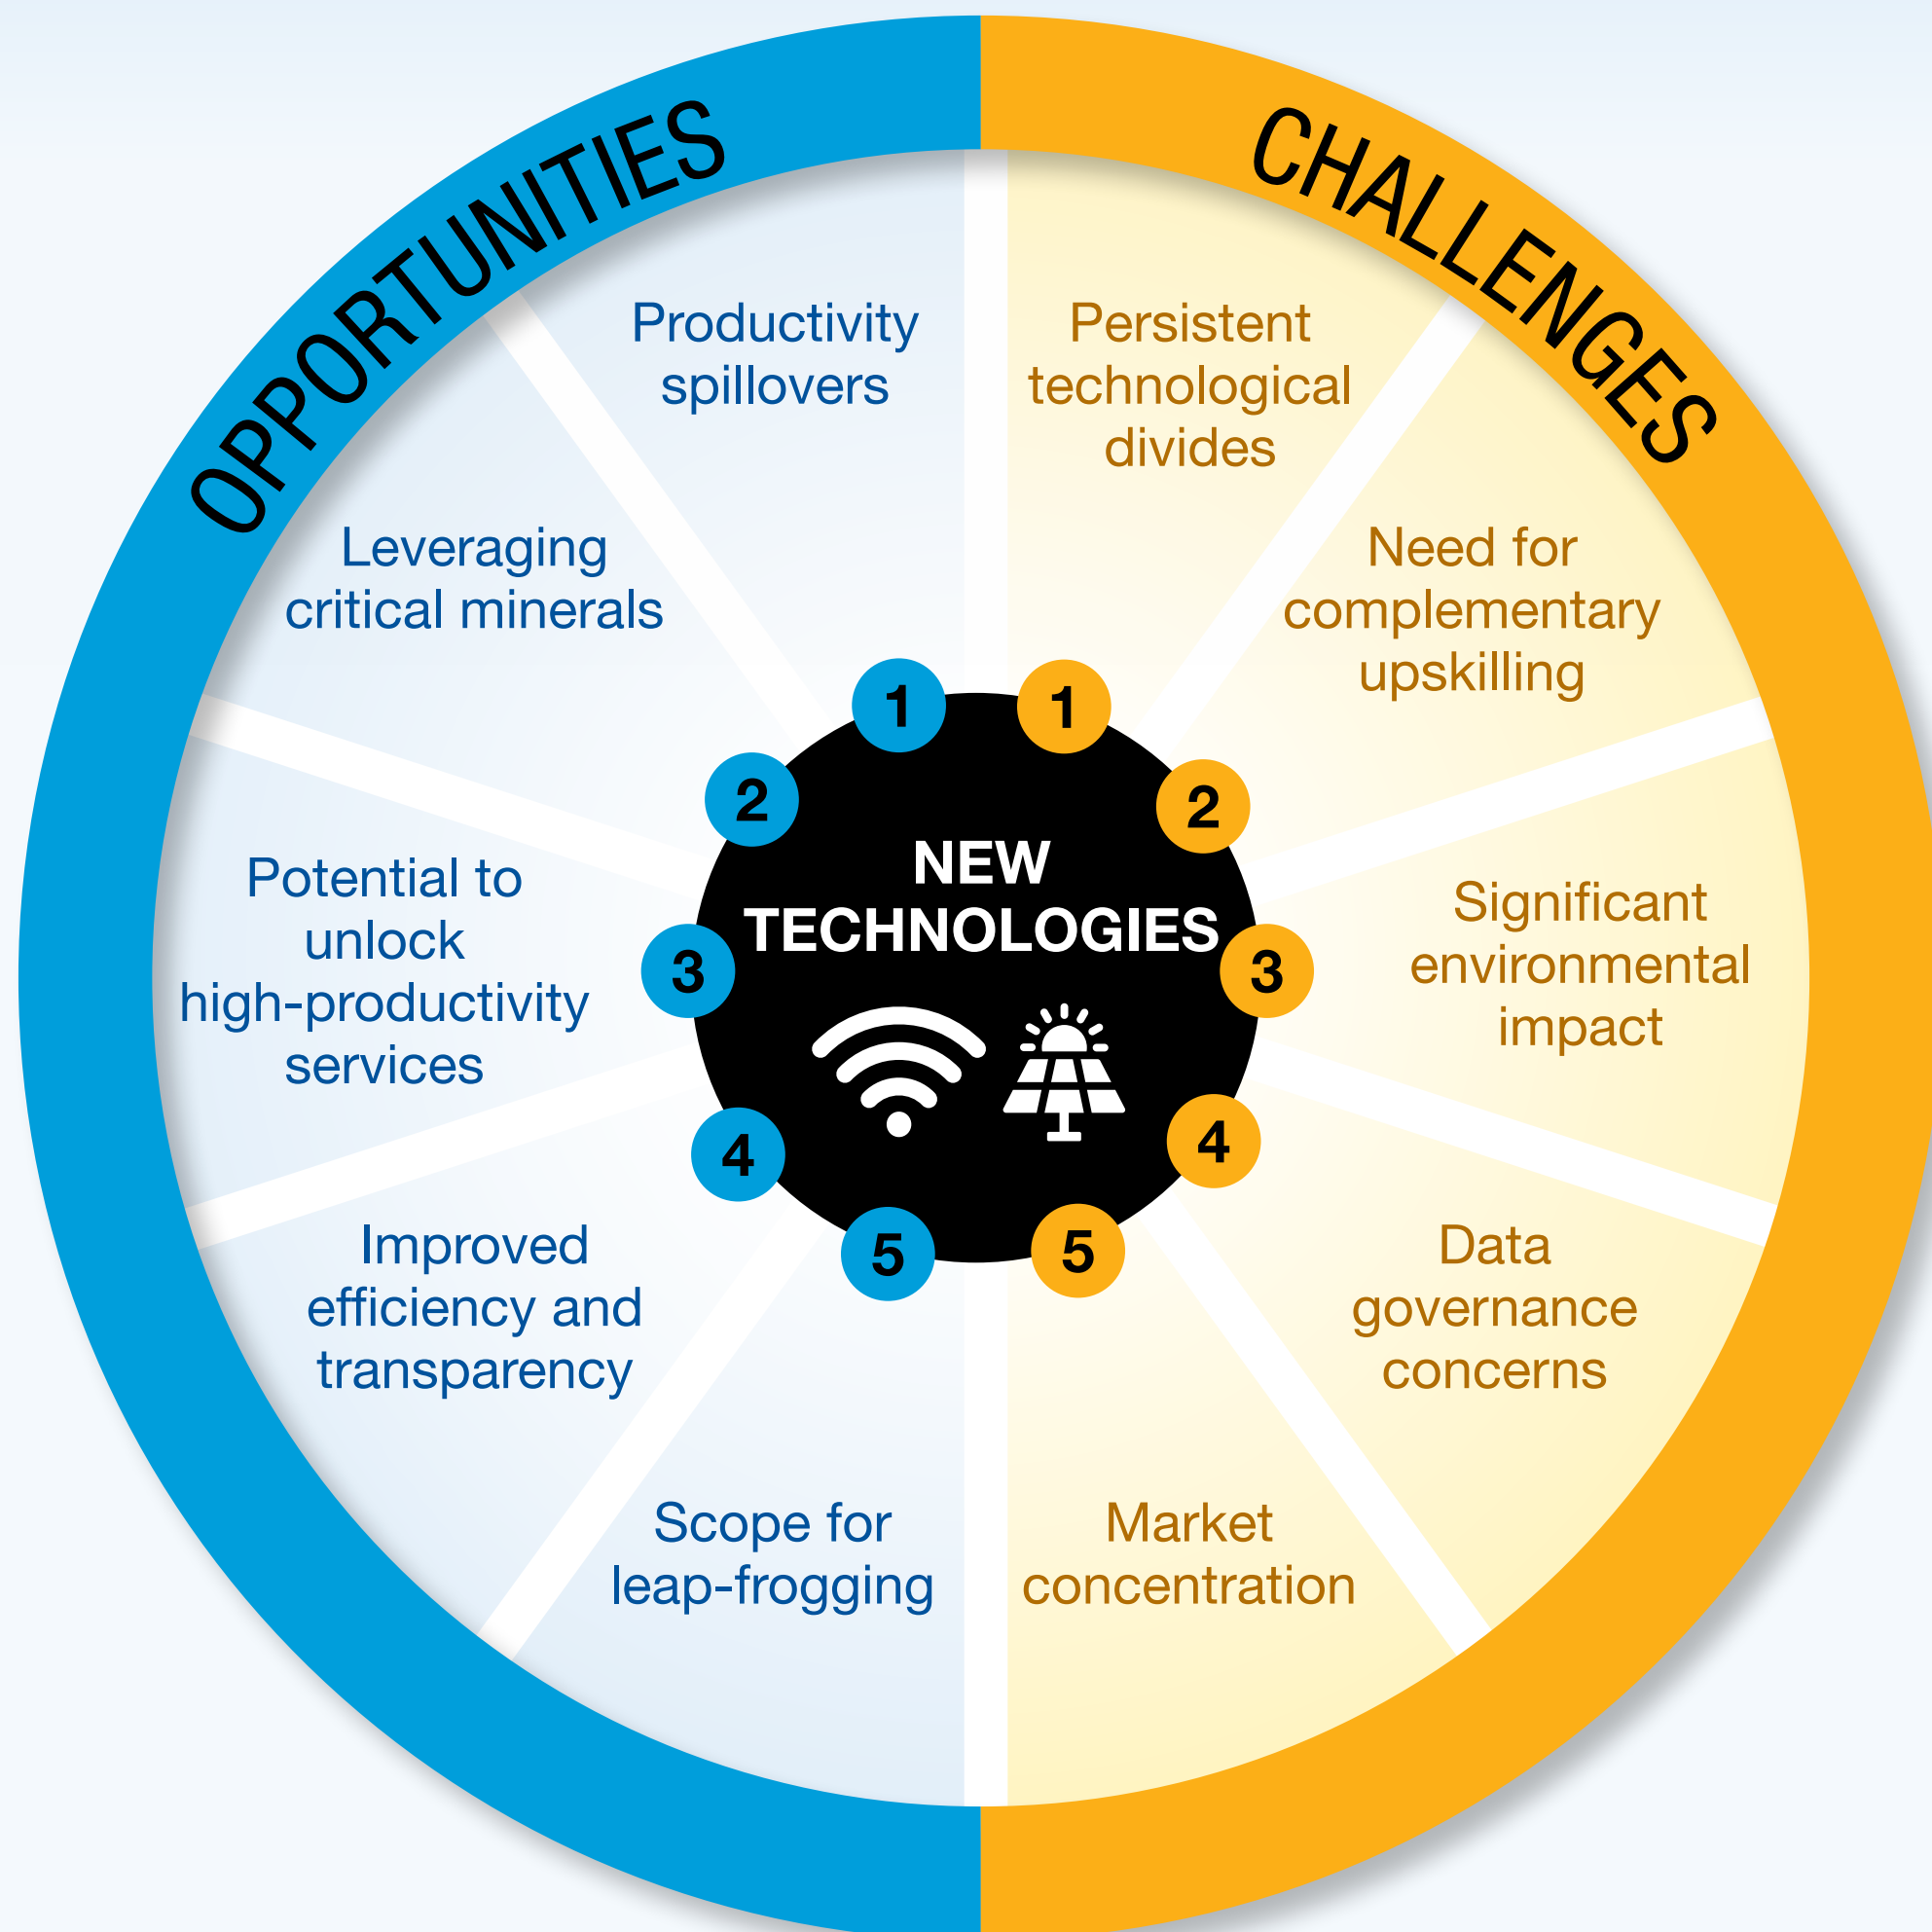 OPPORTUNITIES
1
Productivity
spillovers
2
Leveraging
critical minerals
3
Potential to
unlock
high-productivity
services
4
Improved
efficiency and
transparency
5
Scope for
leap-frogging
CHALLENGES
1
Persistent
technological
divides
2
Need for
complementary
upskilling
3
Significant
environmental
impact
4
Data
governance
concerns
5
Market
concentration
NEW
TECHNOLOGIES